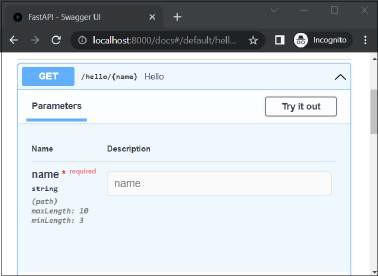 FastAPI - Swagger UI
localhost:8000/docs#/default/hell...
Incognito
GET /hello/{name} Hello
Parameters
Try it out
Name Description
name * required
string
(path)
maxLength: 10
minLength: 3
name